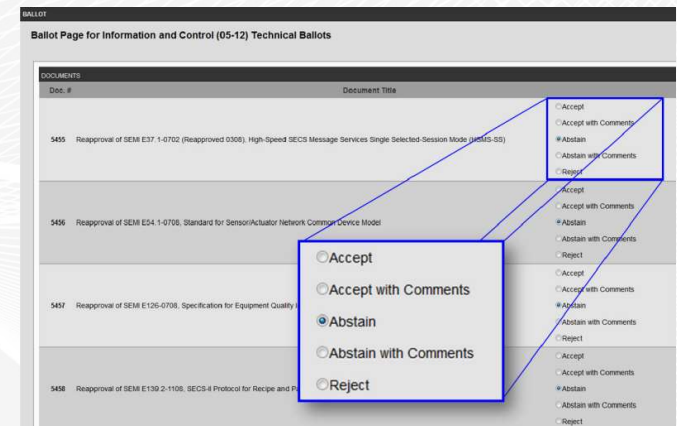 BALLOT
Ballot Page for Information and Control (05-12) Technical Ballots
DOCUMENTS
Doc. # Document Title
Accept
Accept with Comments
5455 Reapproval of SEMI E37.1-0702 (Reapproved 0308), High-Speed SECS Message Services Single Selected-Session Mode (HSMS-SS) Abstain
Abstain with Comments
Reject
Accept
Accept with Comments
5456 Reapproval of SEMI E54.1-0706, Standard for Sensor/Actuator Network Common Device Model Abstain
Abstain with Comments
Reject
Accept
Accept with Comments
5457 Reapproval of SEMI E126-0708, Specification for Equipment Quality Abstain
Abstain with Comments
Reject
Accept
Accept with Comments
5458 Reapproval of SEMI E139.2-1108, SECS-II Protocol for Recipe and Abstain
Abstain with Comments
Reject
Accept
Accept with Comments
Abstain
Abstain with Comments
Reject